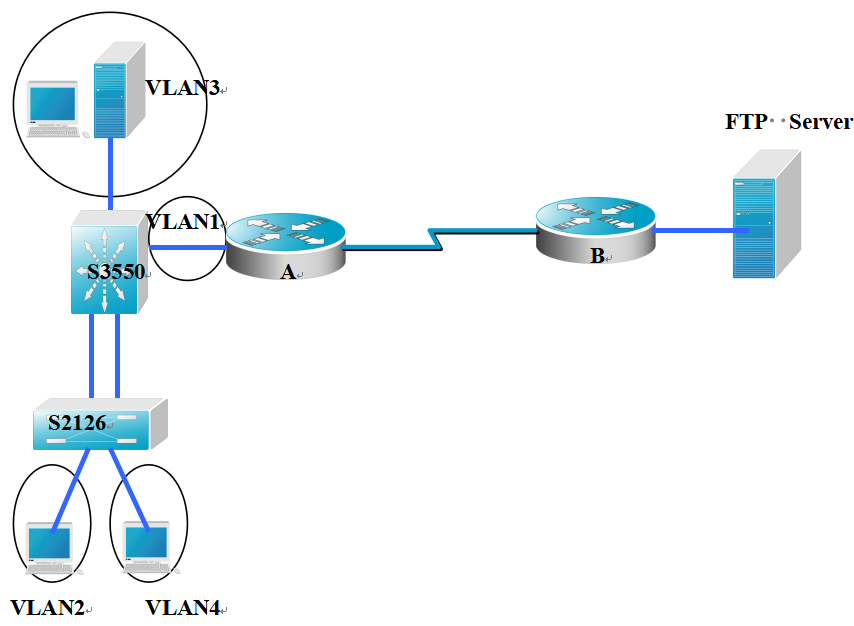 VLAN3
FTP Server
VLAN1
S3550
A
B
S2126
VLAN2
VLAN4